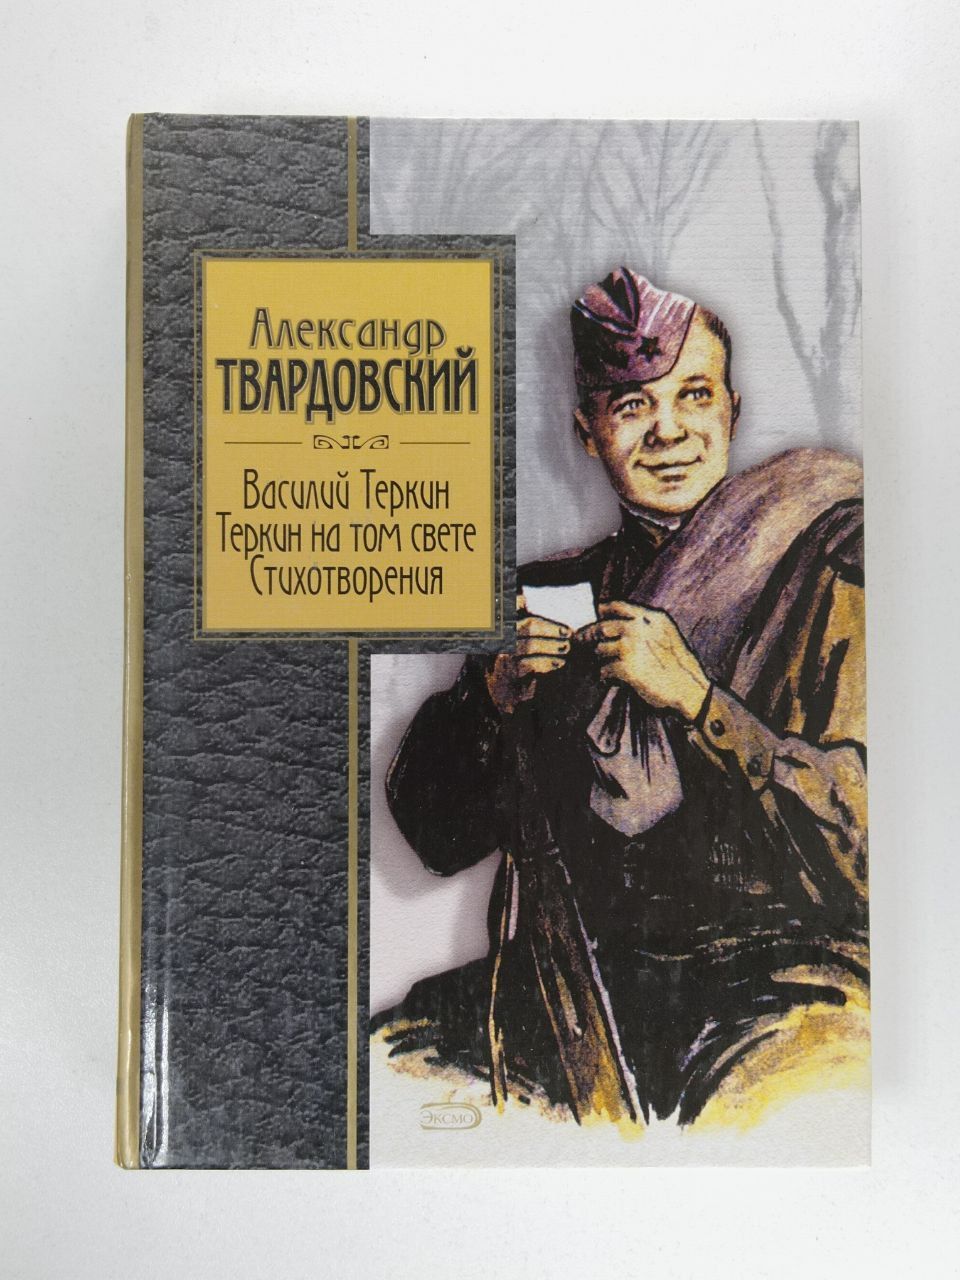 Александр
ТВАРДОВСКИЙ
Василий Теркин
Теркин на том свете
Стихотворения
ЭКСМО